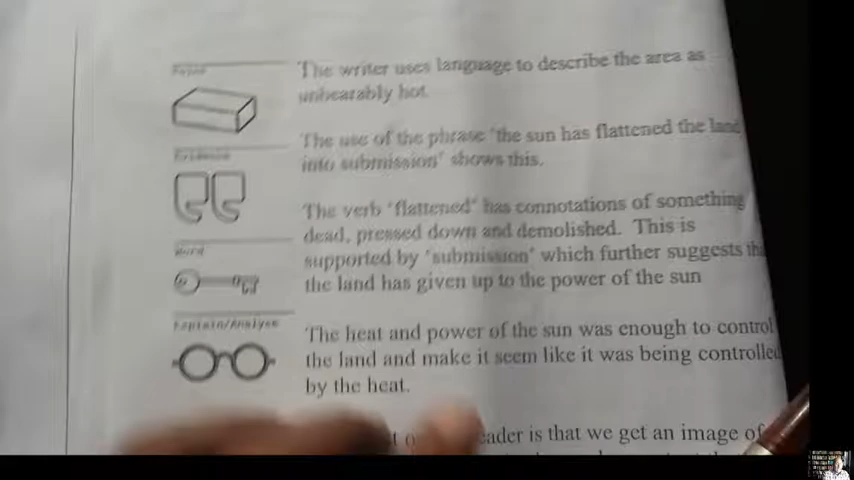 Point
The writer uses language to describe the area as
unbearably hot.
Evidence
The use of the phrase 'the sun has flattened the land
into submission' shows this.
Word
The verb 'flattened' has connotations of something
dead, pressed down and demolished. This is
supported by 'submission' which further suggests
the land has given up to the power of the sun
Explain/Analyse
The heat and power of the sun was enough to control
the land and make it seem like it was being controlled
by the heat.
is that we get an image of